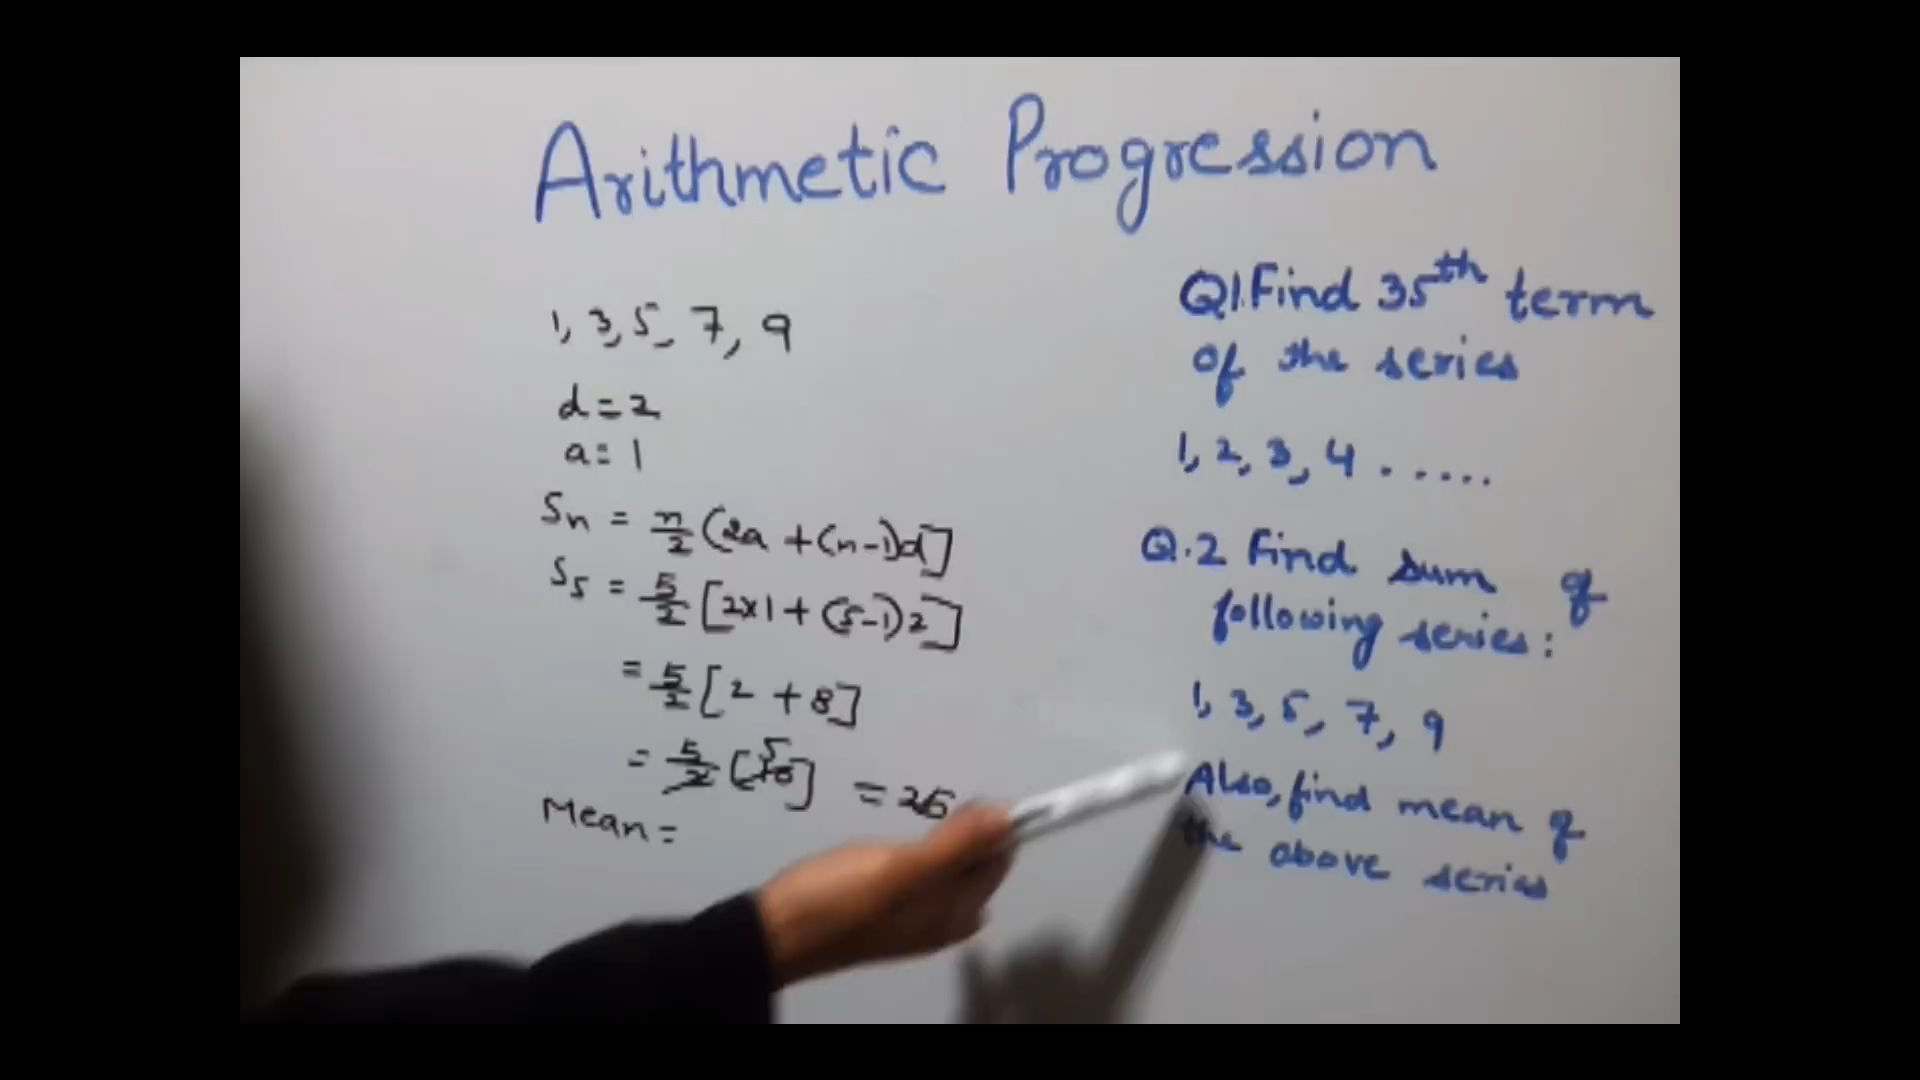 Arithmetic Progression
1, 3, 5, 7, 9
d = 2
a = 1
Sn = n/2 (2a + (n-1)d]
S5 = 5/2 [2x1 + (5-1)2]
= 5/2 [2 + 8]
= 5/2 [10] 5 = 25
Mean =
Q1. Find 35th term
of the series
1, 2, 3, 4 ......
Q.2 Find sum of
following series:
1, 3, 5, 7, 9
Also, find mean of
the above series